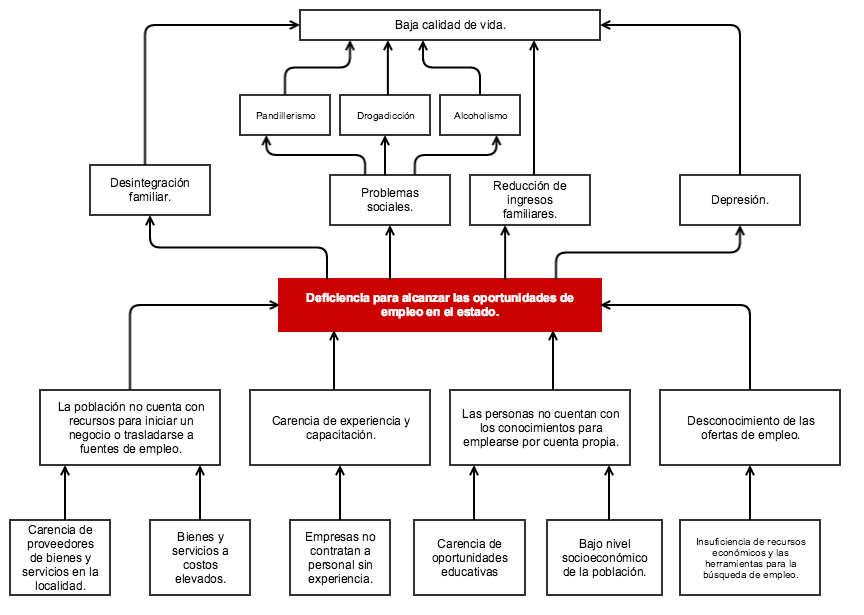 Baja calidad de vida.
Pandillerismo
Drogadicción
Alcoholismo
Desintegración
familiar.
Problemas
sociales.
Reducción de
ingresos
familiares.
Depresión.
Deficiencia para alcanzar las oportunidades de
empleo en el estado.
La población no cuenta con
recursos para iniciar un
negocio o trasladarse a
fuentes de empleo.
Carencia de experiencia y
capacitación.
Las personas no cuentan con
los conocimientos para
emplearse por cuenta propia.
Desconocimiento de las
ofertas de empleo.
Carencia de
proveedores
de bienes y
servicios en la
localidad.
Bienes y
servicios a
costos
elevados.
Empresas no
contratan a
personal sin
experiencia.
Carencia de
oportunidades
educativas
Bajo nivel
socioeconómico
de la población.
Insuficiencia de recursos
económicos y las
herramientas para la
búsqueda de empleo.